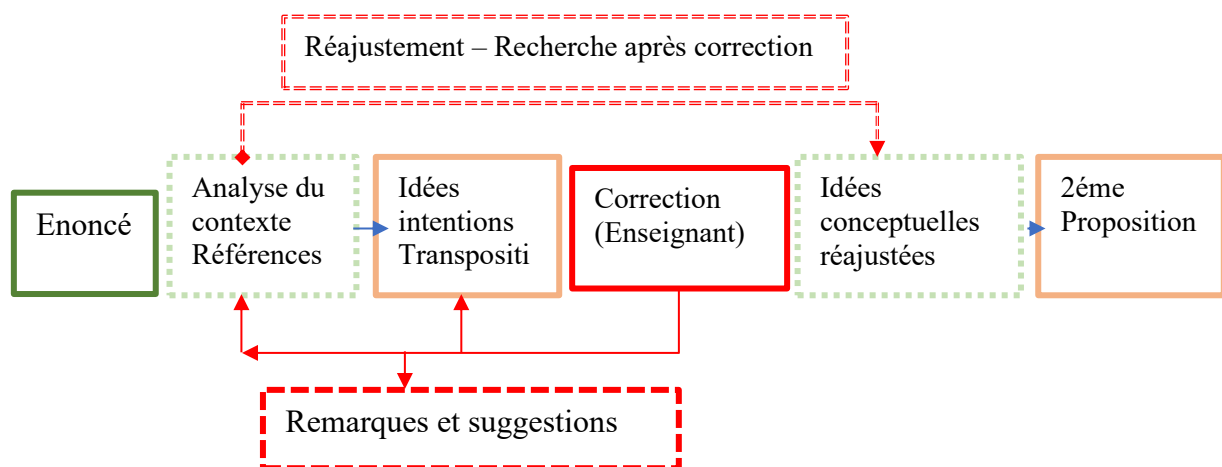 Réajustement – Recherche après correction
Enoncé
Analyse du
contexte
Références
Idées
intentions
Transpositi
Correction
(Enseignant)
Idées
conceptuelles
réajustées
2éme
Proposition
Remarques et suggestions